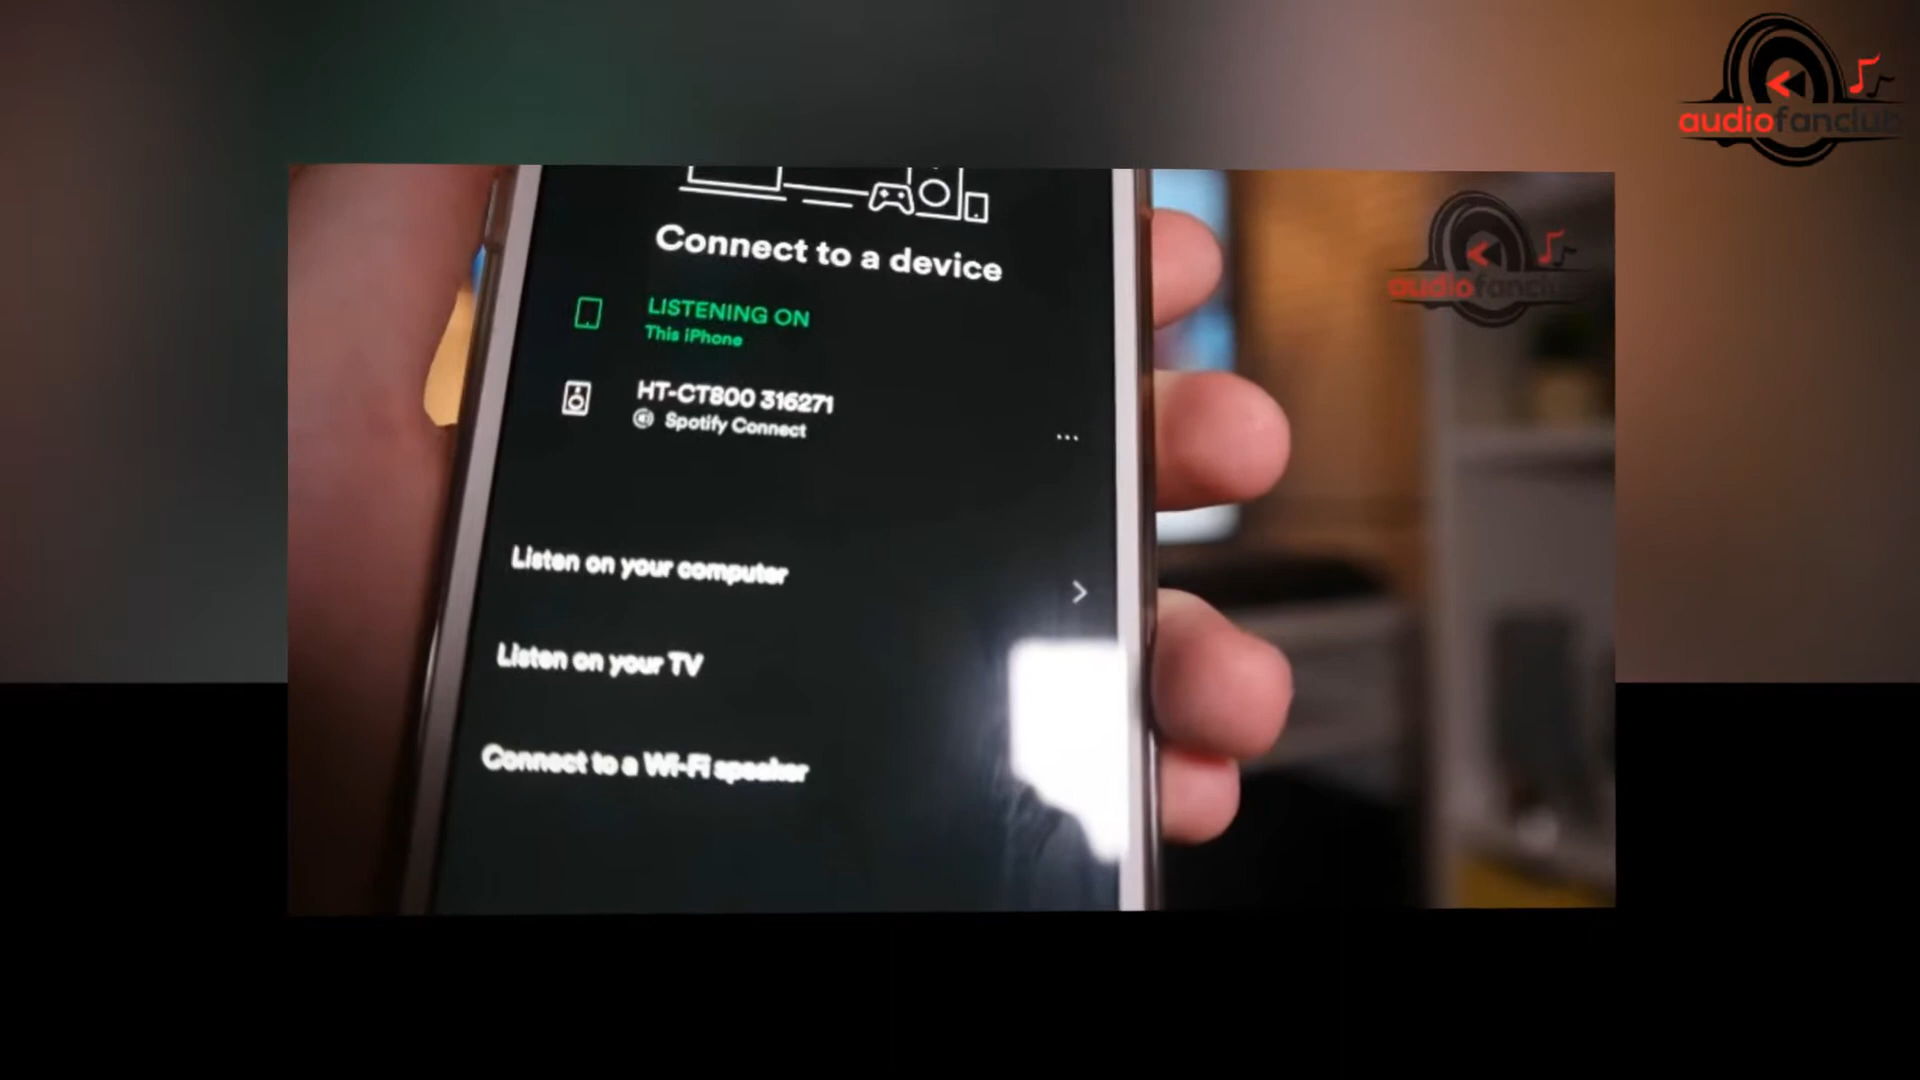 audiofanclub
Connect to a device
audiofanclu
LISTENING ON
This iPhone
HT-CT800 316271
Spotify Connect
...
Listen on your computer
Listen on your TV
Connect to a Wi-Fi speaker